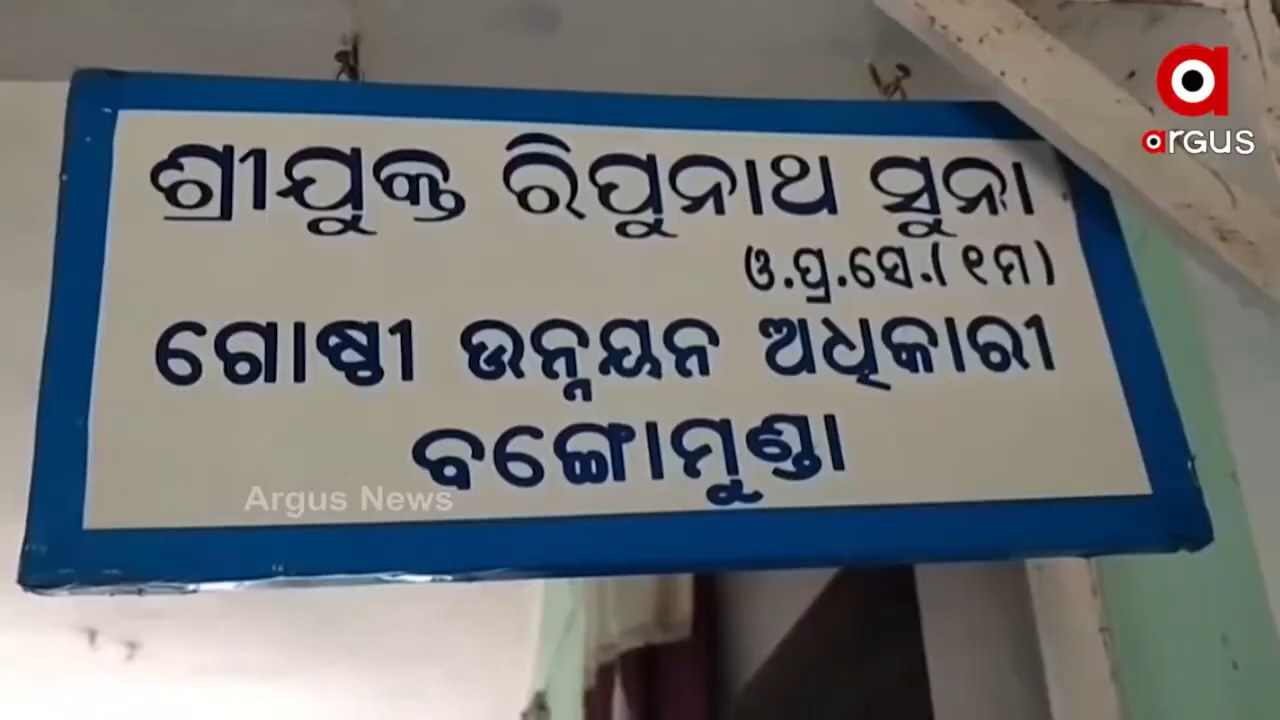 ଶ୍ରୀଯୁକ୍ତ ରିପୁନାଥ ସୁନା
ଓ.ପ୍ର.ସେ.(୧ମ)
ଗୋଷ୍ଠୀ ଉନ୍ନୟନ ଅଧିକାରୀ
ବଙ୍ଗୋମୁଣ୍ଡା
Argus News
argus